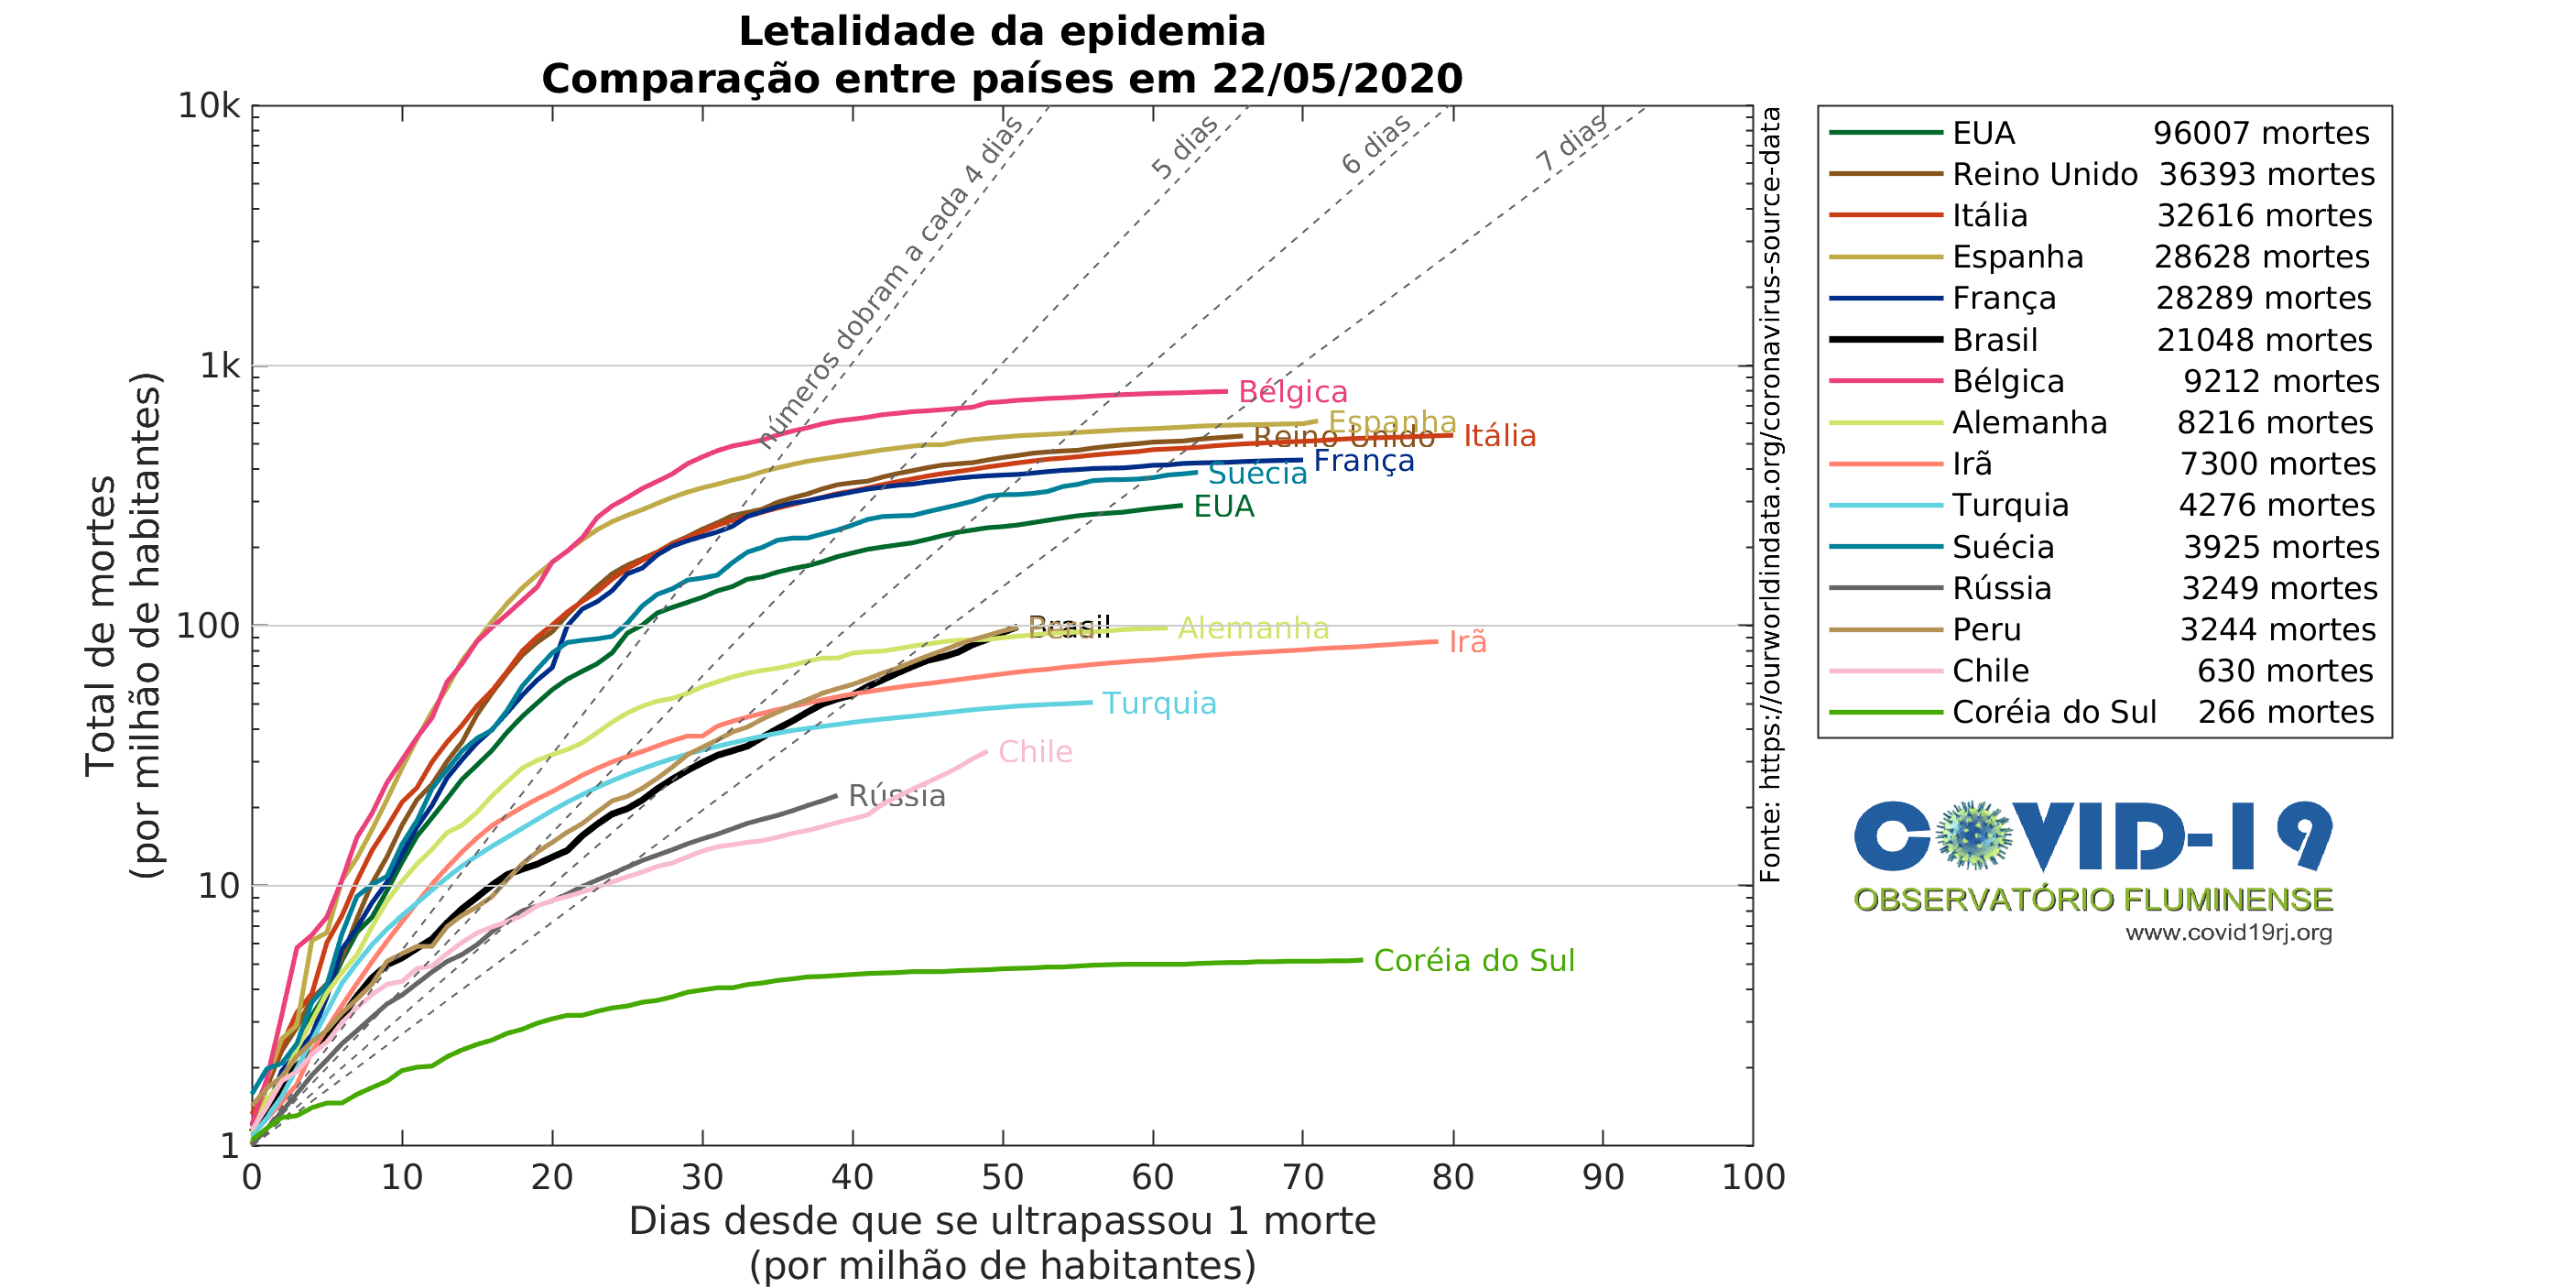 Letalidade da epidemia
Comparação entre países em 22/05/2020
Total de mortes
(por milhão de habitantes)
10k
1k
100
10
1
0 10 20 30 40 50 60 70 80 90 100
Dias desde que se ultrapassou 1 morte
(por milhão de habitantes)
números dobram a cada 4 dias
5 dias
6 dias
7 dias
Bélgica
Espanha
Reino Unido
Itália
França
Suécia
EUA
Brasil
Peru
Alemanha
Irã
Turquia
Chile
Rússia
Coréia do Sul
Fonte: https://ourworldindata.org/coronavirus-source-data
EUA 96007 mortes
Reino Unido 36393 mortes
Itália 32616 mortes
Espanha 28628 mortes
França 28289 mortes
Brasil 21048 mortes
Bélgica 9212 mortes
Alemanha 8216 mortes
Irã 7300 mortes
Turquia 4276 mortes
Suécia 3925 mortes
Rússia 3249 mortes
Peru 3244 mortes
Chile 630 mortes
Coréia do Sul 266 mortes
COVID-19
OBSERVATÓRIO FLUMINENSE
www.covid19rj.org